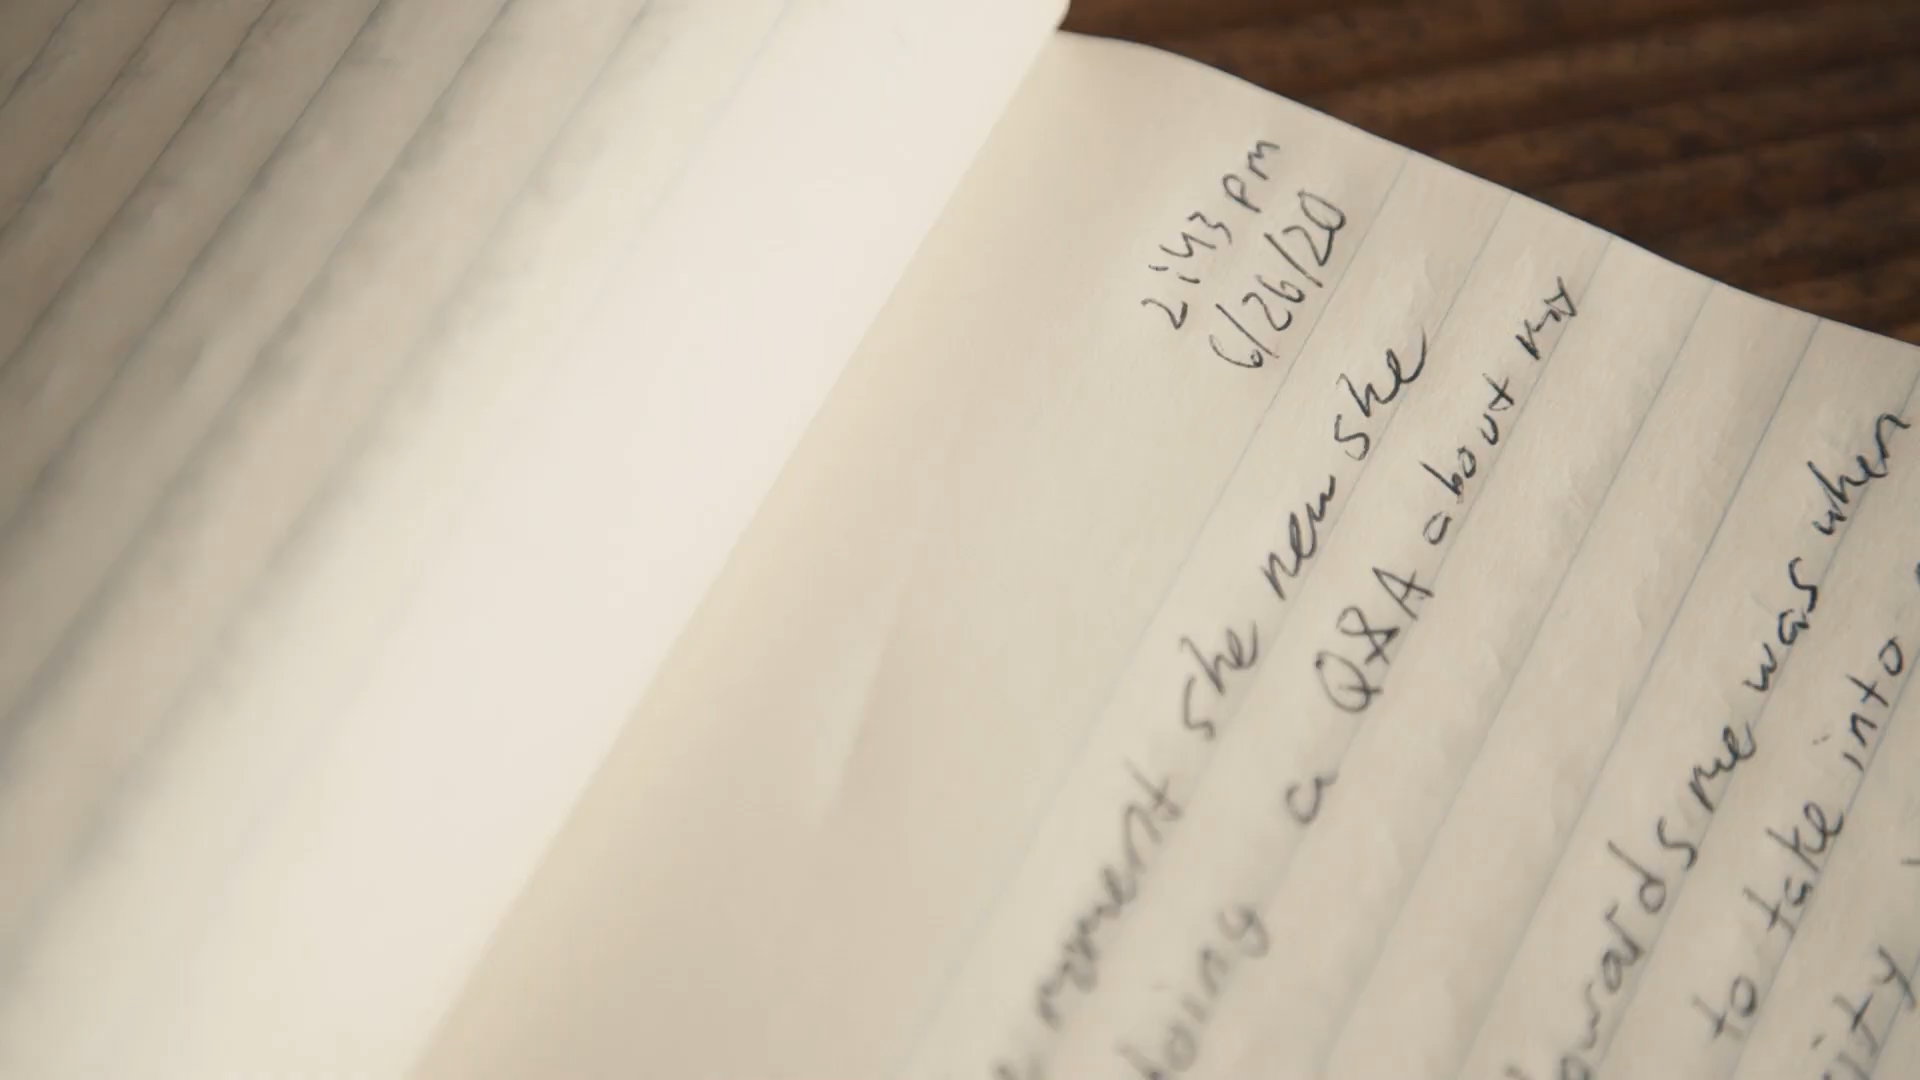 2:43 pm
6/26/20
moment she new she
doing a Q&A about my
towards me was when
to take into